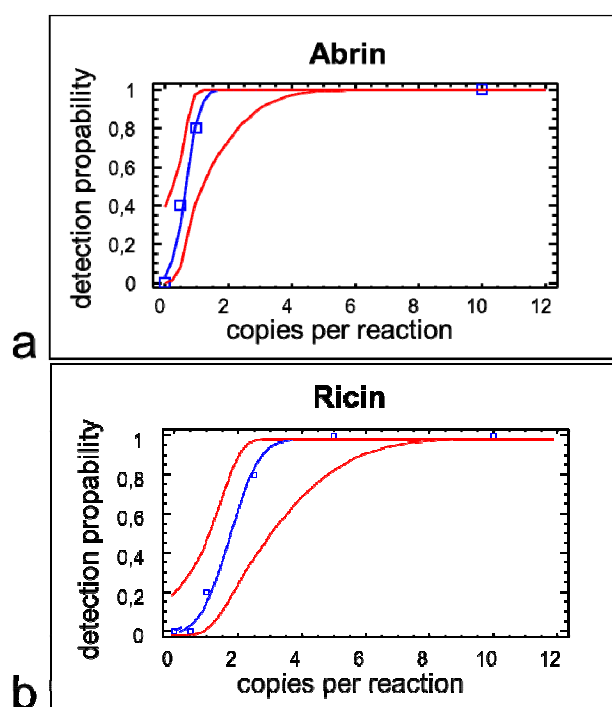 Abrin
detection propability
1
0.8
0.6
0.4
0,2
0
0 2 4 6 8 10 12
copies per reaction
a
Ricin
detection propability
1
0.8
0.6
0.4
0,2
0
0 2 4 6 8 10 12
copies per reaction
b